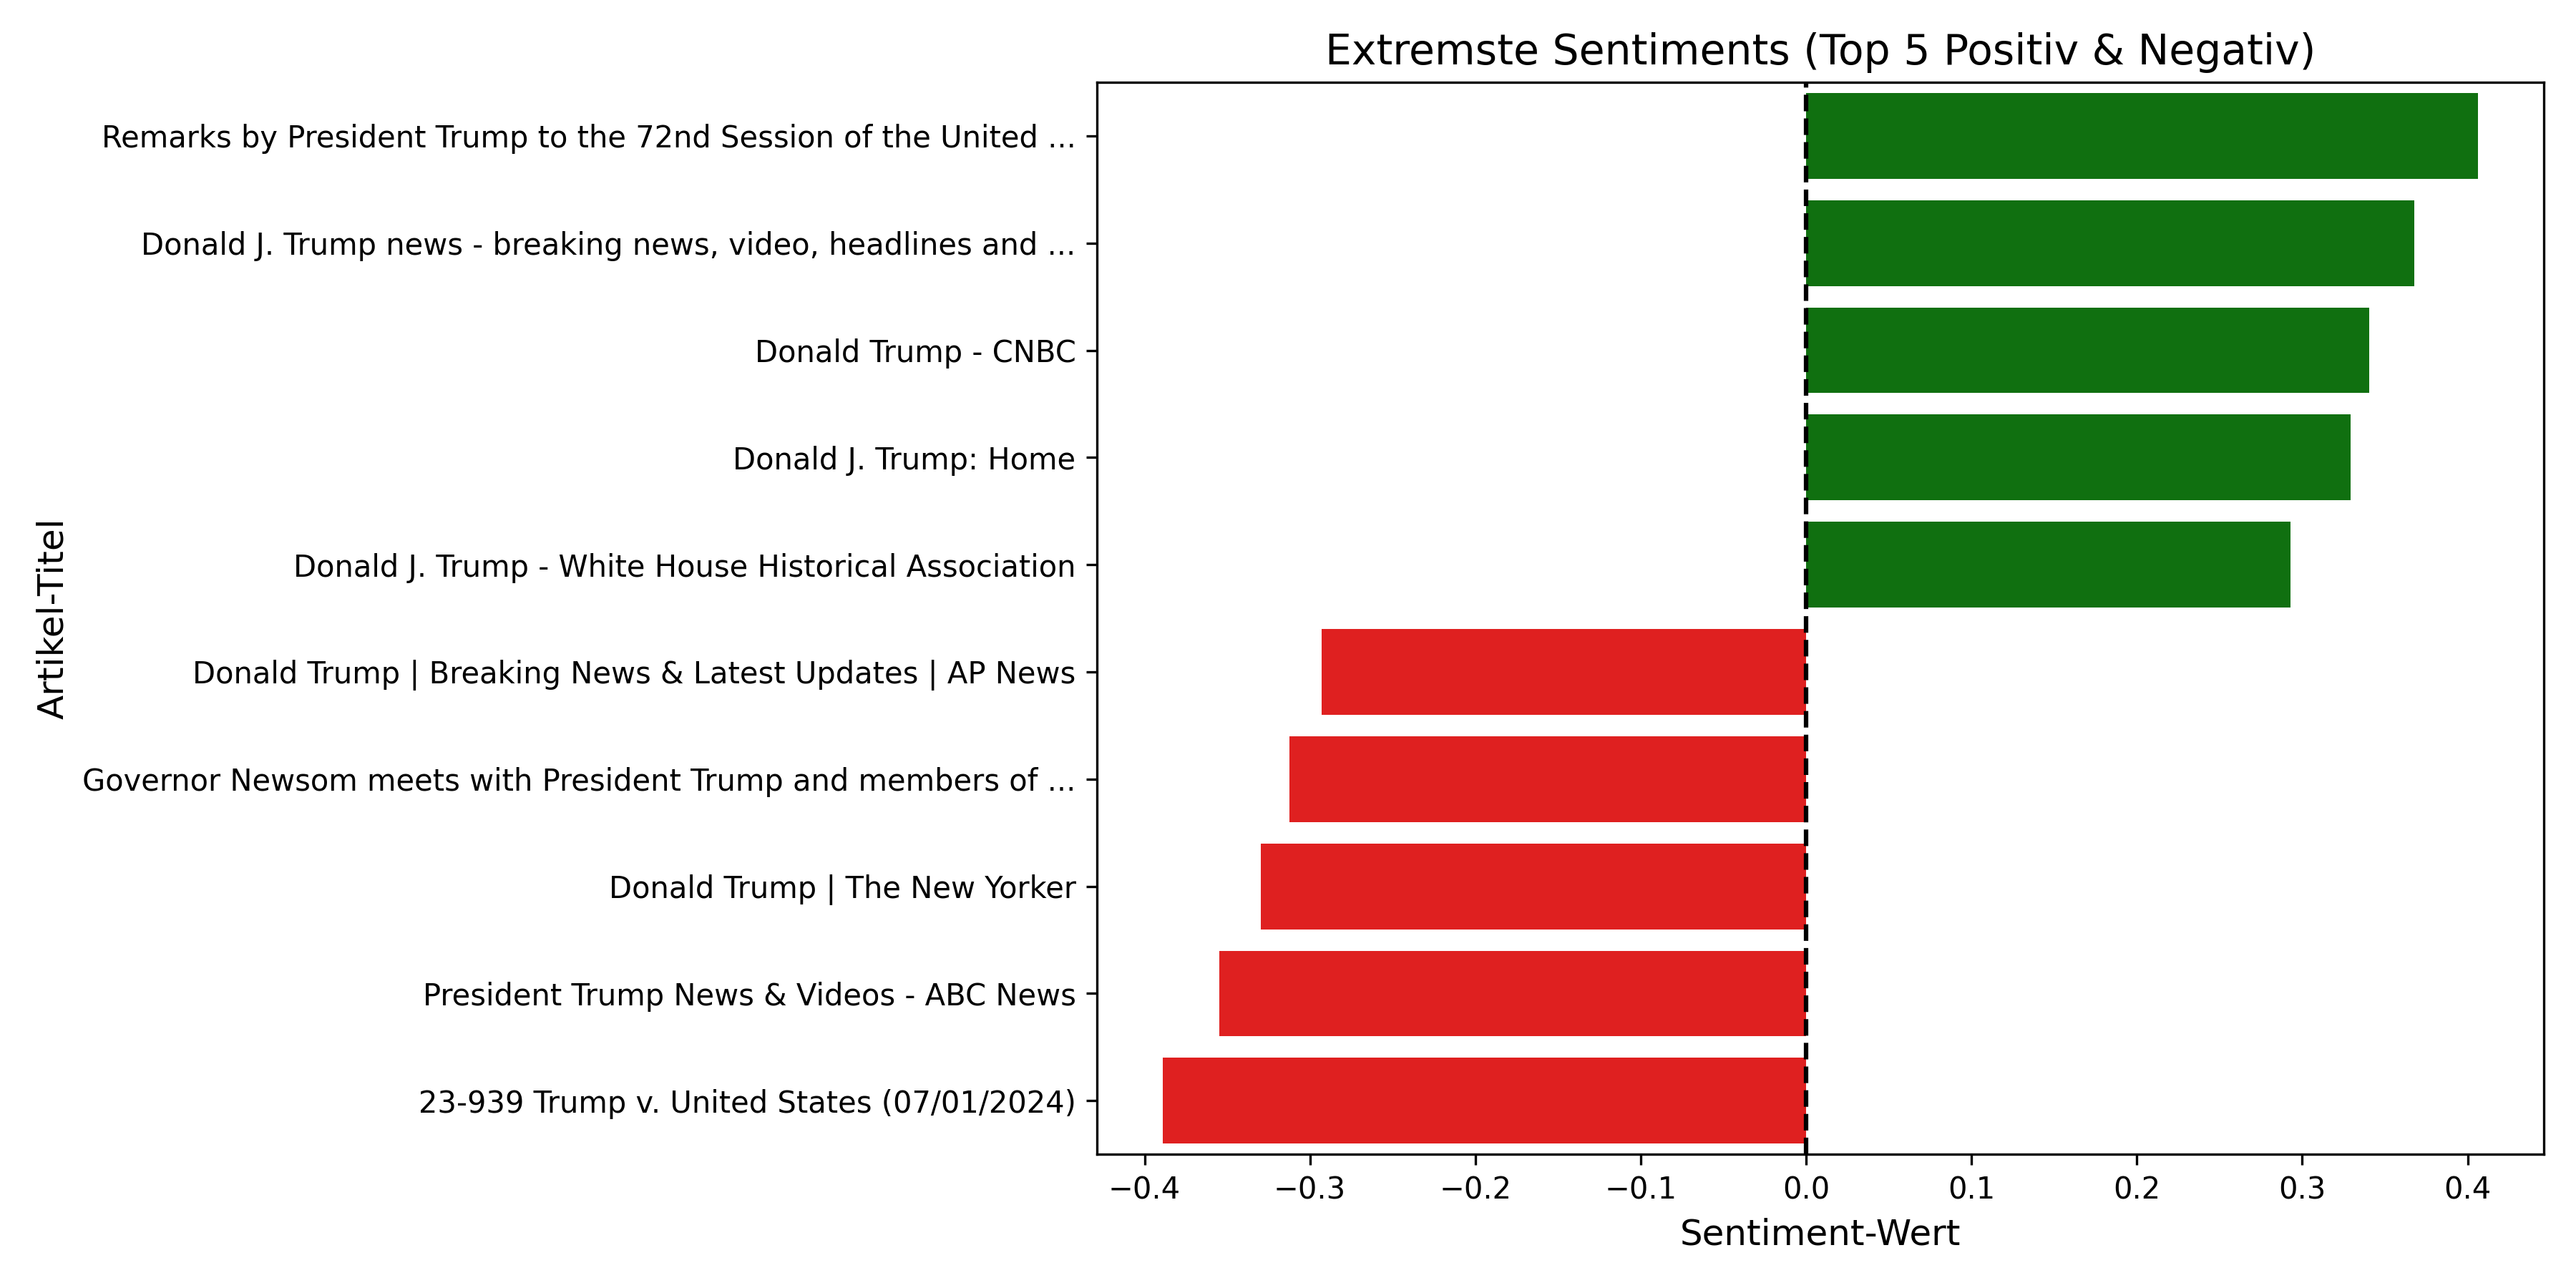 Extremste Sentiments (Top 5 Positiv & Negativ)
Artikel-Titel
Remarks by President Trump to the 72nd Session of the United ...
Donald J. Trump news - breaking news, video, headlines and ...
Donald Trump - CNBC
Donald J. Trump: Home
Donald J. Trump - White House Historical Association
Donald Trump | Breaking News & Latest Updates | AP News
Governor Newsom meets with President Trump and members of ...
Donald Trump | The New Yorker
President Trump News & Videos - ABC News
23-939 Trump v. United States (07/01/2024)
−0.4 −0.3 −0.2 −0.1 0.0 0.1 0.2 0.3 0.4
Sentiment-Wert